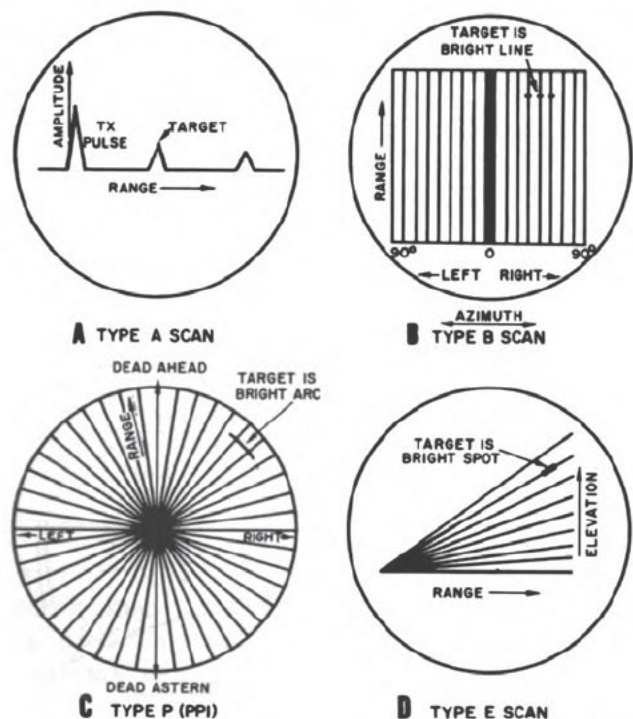 AMPLITUDE
TX
PULSE
TARGET
RANGE
A TYPE A SCAN
TARGET IS
BRIGHT LINE
RANGE
90° 0 90°
LEFT RIGHT
AZIMUTH
B TYPE B SCAN
DEAD AHEAD
TARGET IS
BRIGHT ARC
RANGE
LEFT RIGHT
DEAD ASTERN
C TYPE P (PPI)
TARGET IS
BRIGHT SPOT
ELEVATION
RANGE
D TYPE E SCAN